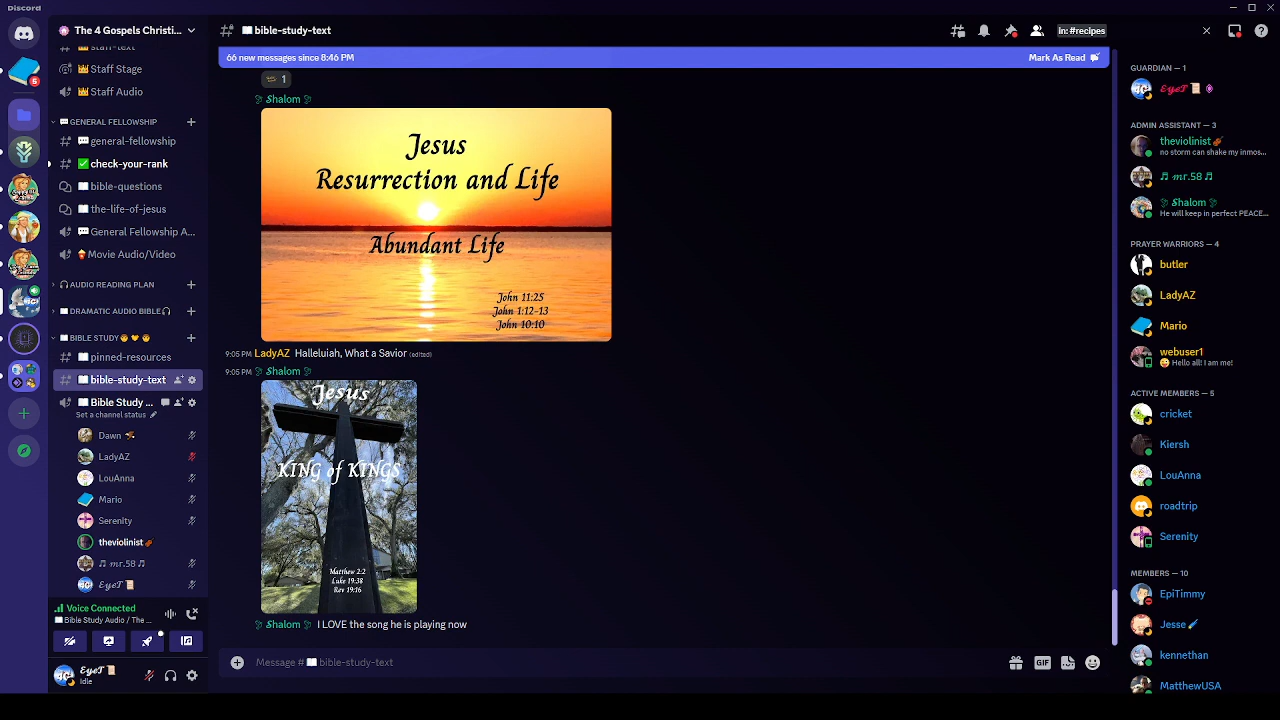 Discord
The 4 Gospels Christi...
staff-text
Staff Stage
Staff Audio
GENERAL FELLOWSHIP
general-fellowship
check-your-rank
bible-questions
the-life-of-jesus
General Fellowship A...
Movie Audio/Video
AUDIO READING PLAN
DRAMATIC AUDIO BIBLE
BIBLE STUDY
pinned-resources
bible-study-text
Bible Study ...
Set a channel status
Dawn
LadyAZ
LouAnna
Mario
Serenity
theviolinist
♬ 𝓂𝓇.58 ♬
ℰ𝓎ℯ𝒯
Voice Connected
Bible Study Audio / The ...
ℰ𝓎ℯ𝒯
Idle
5
bible-study-text
In: #recipes
66 new messages since 8:46 PM
Mark As Read
1
Shalom
Jesus
Resurrection and Life
Abundant Life
John 11:25
John 1:12-13
John 10:10
9:05 PM LadyAZ Halleluiah, What a Savior (edited)
9:05 PM Shalom
Jesus
KING of KINGS
Matthew 2:2
Luke 19:38
Rev 19:16
Shalom I LOVE the song he is playing now
Message # bible-study-text
GIF
GUARDIAN — 1
ℰ𝓎ℯ𝒯
ADMIN ASSISTANT — 3
theviolinist
no storm can shake my inmos...
♬ 𝓂𝓇.58 ♬
Shalom
He will keep in perfect PEACE...
PRAYER WARRIORS — 4
butler
LadyAZ
Mario
webuser1
Hello all! I am me!
ACTIVE MEMBERS — 5
cricket
Kiersh
LouAnna
roadtrip
Serenity
MEMBERS — 10
EpiTimmy
Jesse
kennethan
MatthewUSA